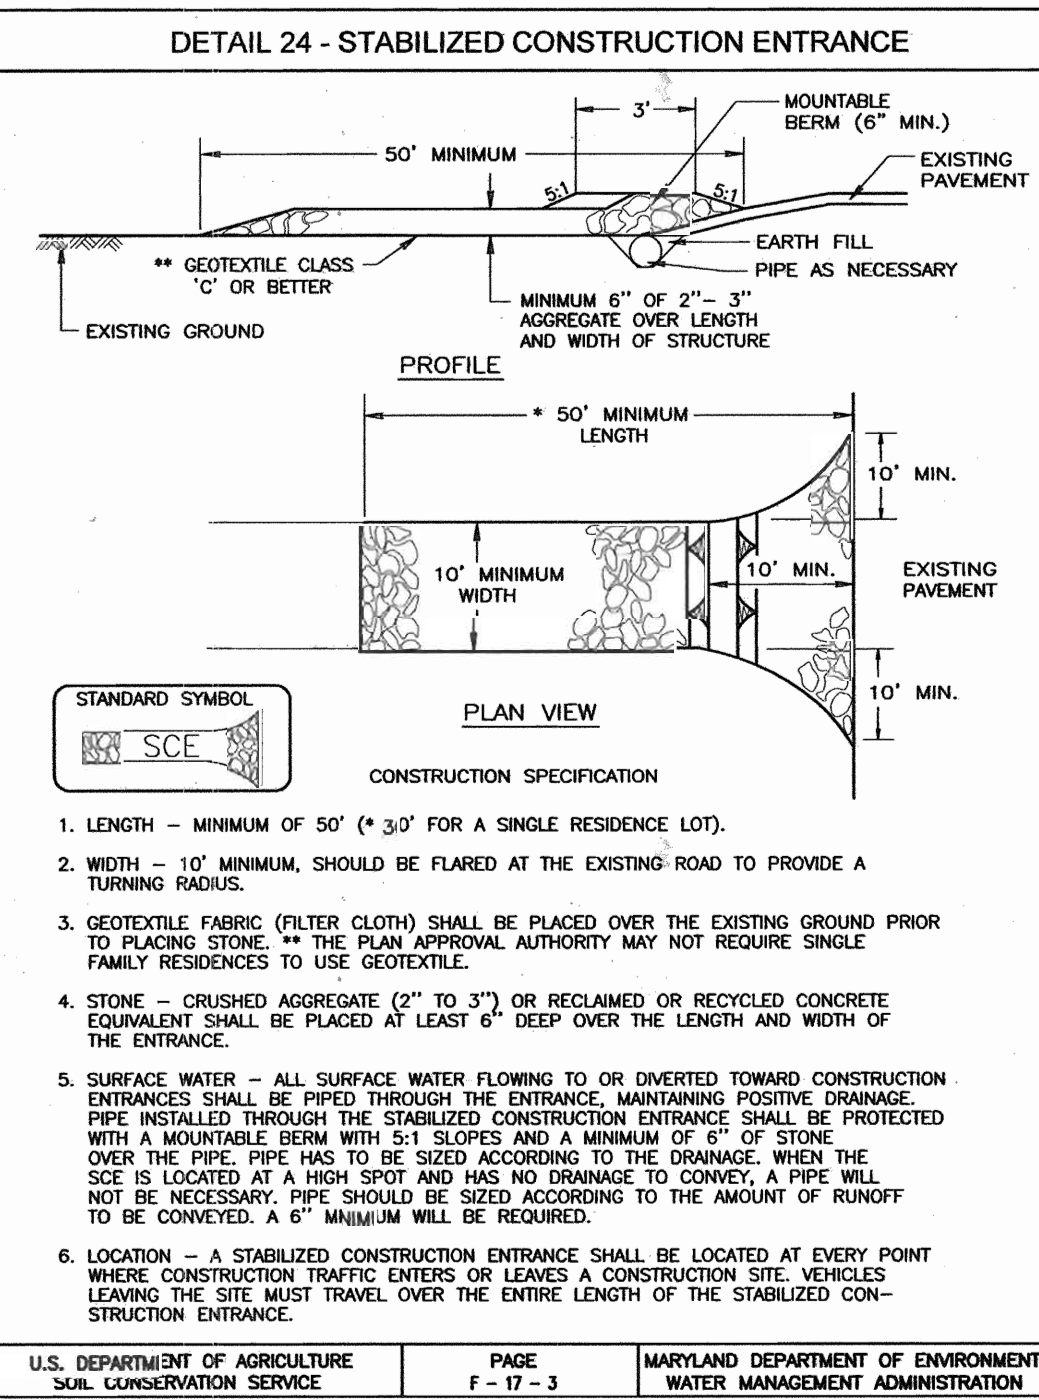 DETAIL 24 - STABILIZED CONSTRUCTION ENTRANCE
3'
MOUNTABLE
BERM (6" MIN.)
50' MINIMUM
EXISTING
PAVEMENT
5:1
5:1
** GEOTEXTILE CLASS
'C' OR BETTER
EARTH FILL
PIPE AS NECESSARY
EXISTING GROUND
MINIMUM 6" OF 2"- 3"
AGGREGATE OVER LENGTH
AND WIDTH OF STRUCTURE
PROFILE
* 50' MINIMUM
LENGTH
10' MIN.
10' MINIMUM
WIDTH
10' MIN.
EXISTING
PAVEMENT
10' MIN.
STANDARD SYMBOL
SCE
PLAN VIEW
CONSTRUCTION SPECIFICATION
1. LENGTH – MINIMUM OF 50' (* 30' FOR A SINGLE RESIDENCE LOT).
2. WIDTH – 10' MINIMUM, SHOULD BE FLARED AT THE EXISTING ROAD TO PROVIDE A
TURNING RADIUS.
3. GEOTEXTILE FABRIC (FILTER CLOTH) SHALL BE PLACED OVER THE EXISTING GROUND PRIOR
TO PLACING STONE. ** THE PLAN APPROVAL AUTHORITY MAY NOT REQUIRE SINGLE
FAMILY RESIDENCES TO USE GEOTEXTILE.
4. STONE – CRUSHED AGGREGATE (2" TO 3") OR RECLAIMED OR RECYCLED CONCRETE
EQUIVALENT SHALL BE PLACED AT LEAST 6" DEEP OVER THE LENGTH AND WIDTH OF
THE ENTRANCE.
5. SURFACE WATER – ALL SURFACE WATER FLOWING TO OR DIVERTED TOWARD CONSTRUCTION
ENTRANCES SHALL BE PIPED THROUGH THE ENTRANCE, MAINTAINING POSITIVE DRAINAGE.
PIPE INSTALLED THROUGH THE STABILIZED CONSTRUCTION ENTRANCE SHALL BE PROTECTED
WITH A MOUNTABLE BERM WITH 5:1 SLOPES AND A MINIMUM OF 6" OF STONE
OVER THE PIPE. PIPE HAS TO BE SIZED ACCORDING TO THE DRAINAGE. WHEN THE
SCE IS LOCATED AT A HIGH SPOT AND HAS NO DRAINAGE TO CONVEY, A PIPE WILL
NOT BE NECESSARY. PIPE SHOULD BE SIZED ACCORDING TO THE AMOUNT OF RUNOFF
TO BE CONVEYED. A 6" MNIMIUM WILL BE REQUIRED.
6. LOCATION – A STABILIZED CONSTRUCTION ENTRANCE SHALL BE LOCATED AT EVERY POINT
WHERE CONSTRUCTION TRAFFIC ENTERS OR LEAVES A CONSTRUCTION SITE. VEHICLES
LEAVING THE SITE MUST TRAVEL OVER THE ENTIRE LENGTH OF THE STABILIZED CON–
STRUCTION ENTRANCE.
U.S. DEPARTMENT OF AGRICULTURE
SOIL CONSERVATION SERVICE
PAGE
F - 17 - 3
MARYLAND DEPARTMENT OF ENVIRONMENT
WATER MANAGEMENT ADMINISTRATION